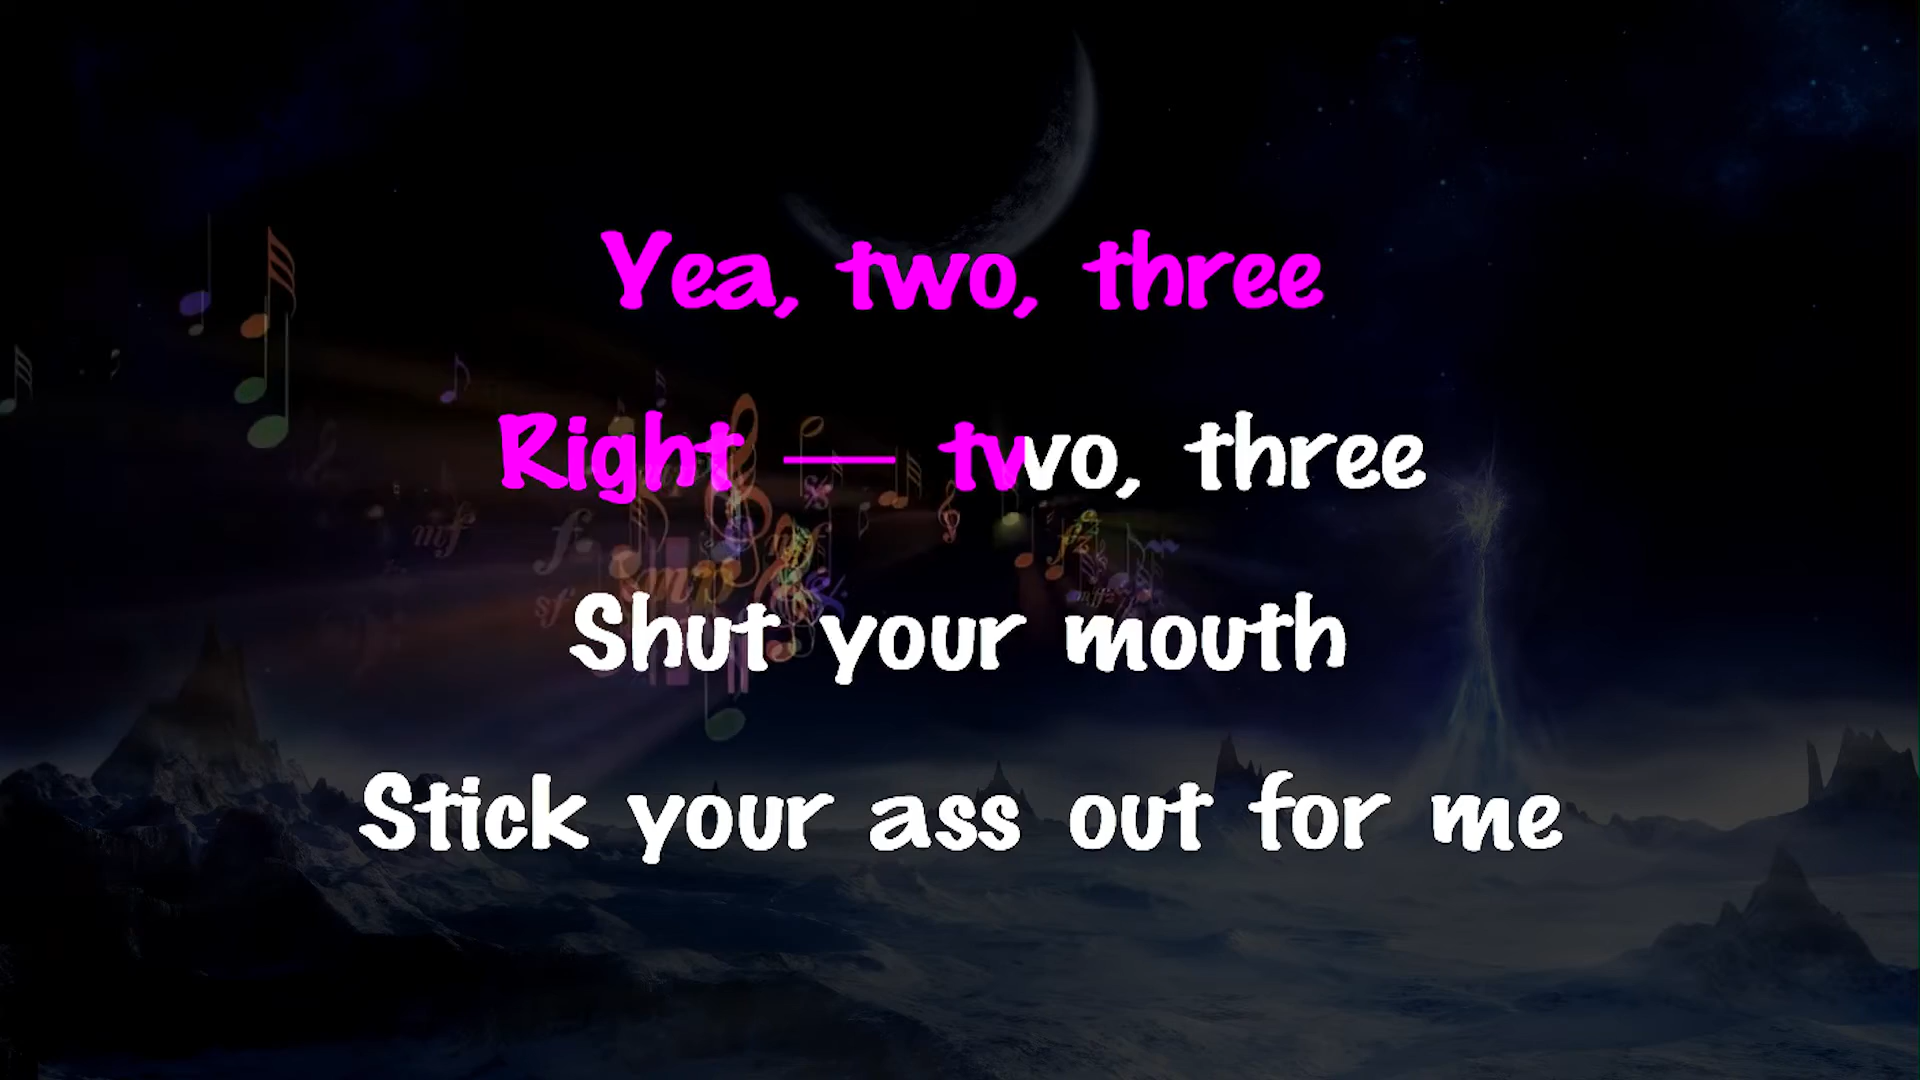 Yea, two, three
Right — two, three
Shut your mouth
Stick your ass out for me